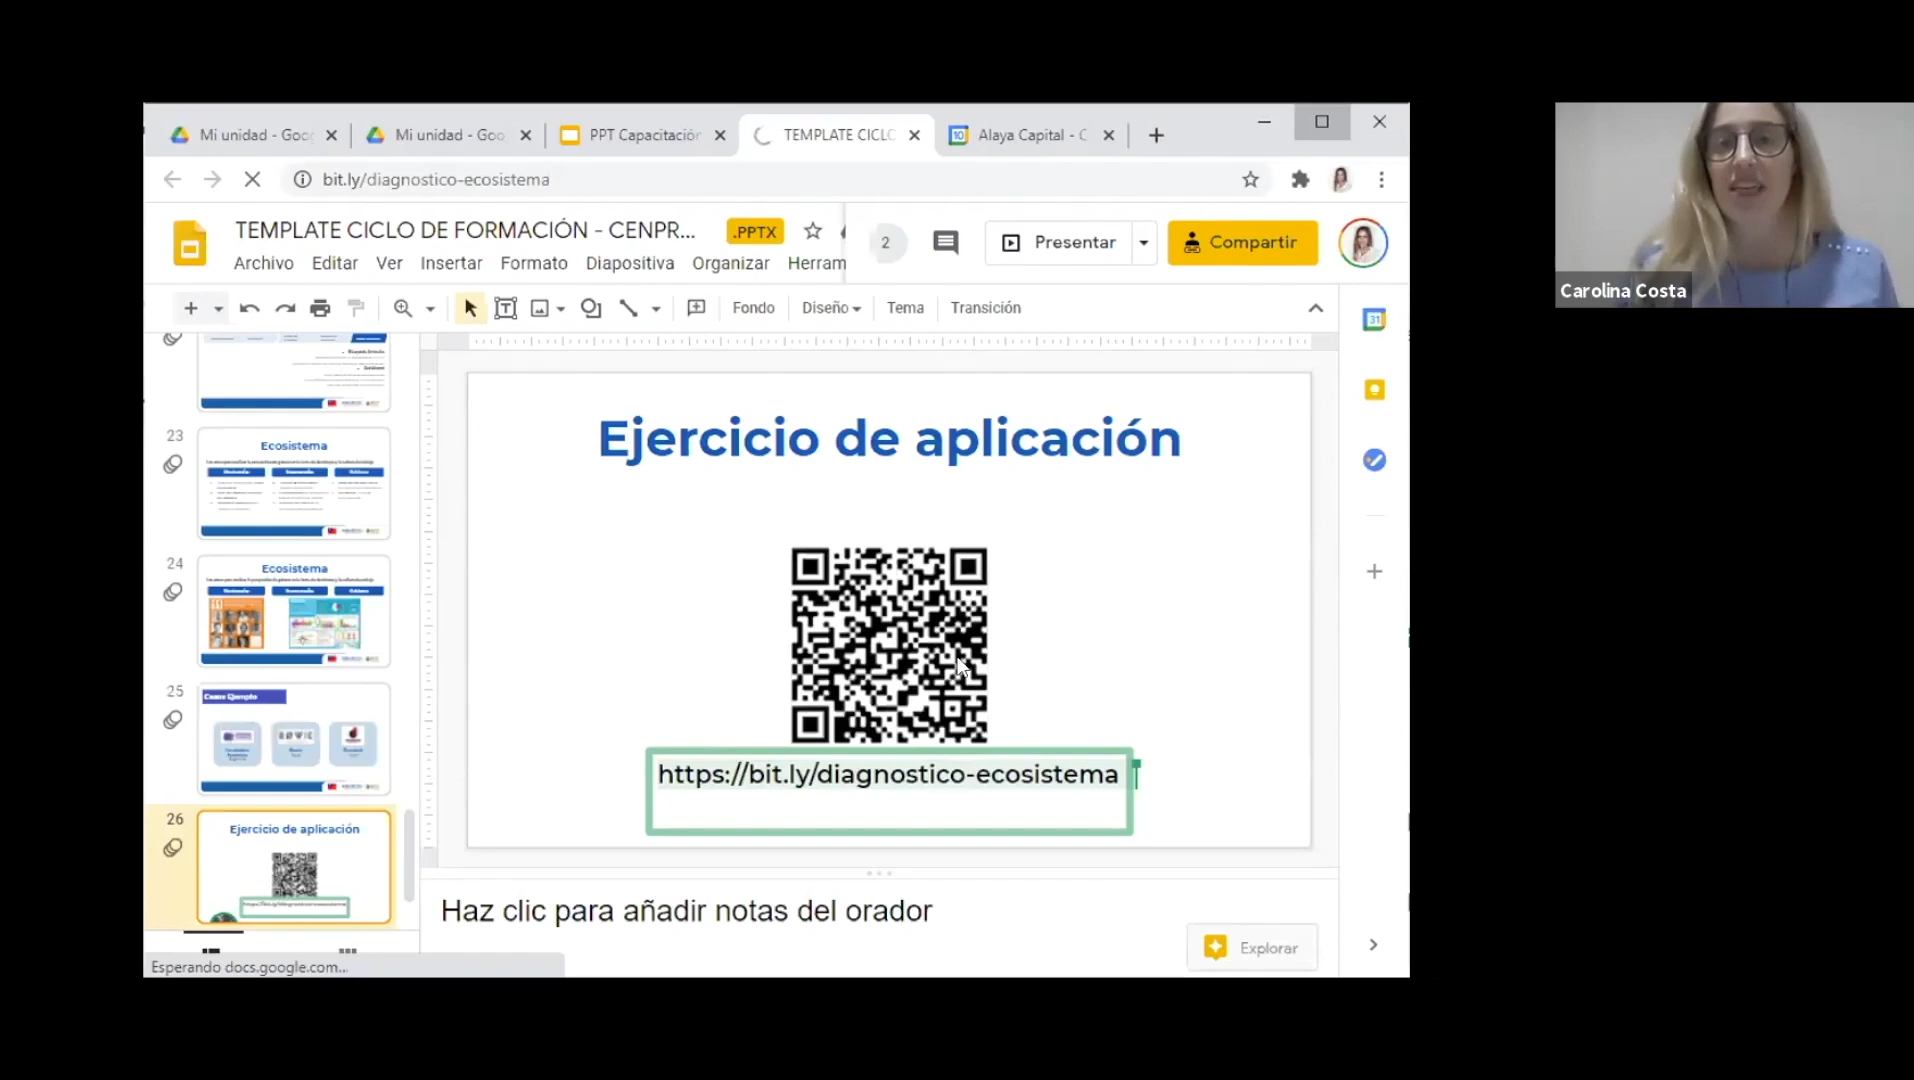 Mi unidad - Goo
Mi unidad - Goo
PPT Capacitación
TEMPLATE CICLO
Alaya Capital - C
bit.ly/diagnostico-ecosistema
TEMPLATE CICLO DE FORMACIÓN - CENPR...
.PPTX
2
Presentar
Compartir
Archivo Editar Ver Insertar Formato Diapositiva Organizar Herram
Fondo Diseño Tema Transición
31
23
Ecosistema
24
Ecosistema
25
Casos Ejemplo
26
Ejercicio de aplicación
Ejercicio de aplicación
https://bit.ly/diagnostico-ecosistema
Haz clic para añadir notas del orador
Explorar
Esperando docs.google.com...
Carolina Costa